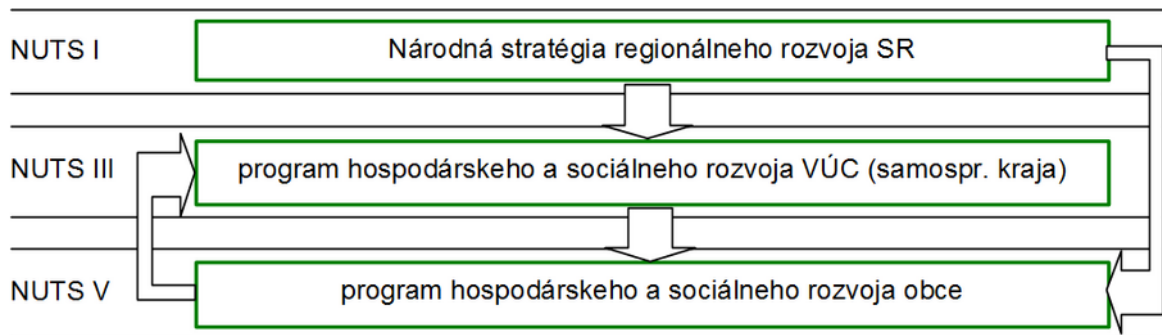 NUTS I
Národná stratégia regionálneho rozvoja SR
NUTS III
program hospodárskeho a sociálneho rozvoja VÚC (samospr. kraja)
NUTS V
program hospodárskeho a sociálneho rozvoja obce